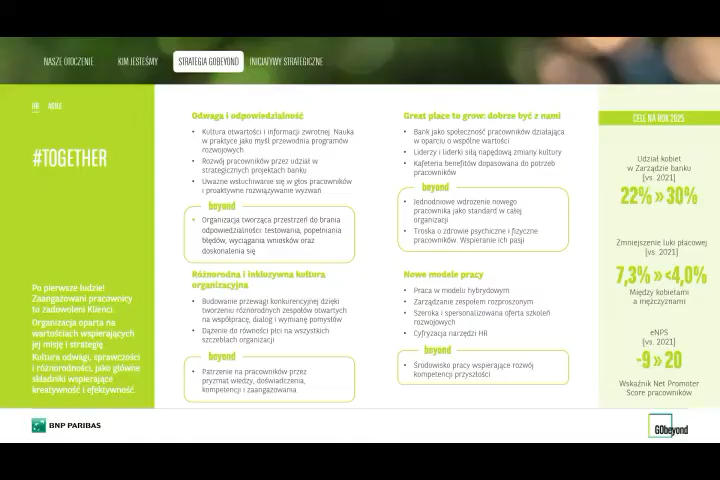 NASZE OTOCZENIE
KIM JESTEŚMY
STRATEGIA GOBEYOND
INICJATYWY STRATEGICZNE
HR
AGILE
#TOGETHER
Po pierwsze ludzie!
Zaangażowani pracownicy
to zadowoleni Klienci.
Organizacja oparta na
wartościach wspierających
jej misję i strategię
Kultura odwagi, sprawczości
i różnorodności, jako główne
składniki wspierające
kreatywność i efektywność.
Odwaga i odpowiedzialność
• Kultura otwartości i informacji zwrotnej. Nauka
w praktyce jako myśl przewodnia programów
rozwojowych
• Rozwój pracowników przez udział w
strategicznych projektach banku
• Uważne wsłuchiwanie się w głos pracowników
i proaktywne rozwiązywanie wyzwań
beyond
• Organizacja tworząca przestrzeń do brania
odpowiedzialności: testowania, popełniania
błędów, wyciągania wniosków oraz
doskonalenia się
Różnorodna i inkluzywna kultura
organizacyjna
• Budowanie przewagi konkurencyjnej dzięki
tworzeniu różnorodnych zespołów otwartych
na współpracę, dialog i wymianę pomysłów
• Dążenie do równości płci na wszystkich
szczeblach organizacji
beyond
• Patrzenie na pracowników przez
pryzmat wiedzy, doświadczenia,
kompetencji i zaangażowania
Great place to grow: dobrze być z nami
• Bank jako społeczność pracowników działająca
w oparciu o wspólne wartości
• Liderzy i liderki siłą napędową zmiany kultury
• Kafeteria benefitów dopasowana do potrzeb
pracowników
beyond
• Jednodniowe wdrożenie nowego
pracownika jako standard w całej
organizacji
• Troska o zdrowie psychiczne i fizyczne
pracowników. Wspieranie ich pasji
Nowe modele pracy
• Praca w modelu hybrydowym
• Zarządzanie zespołem rozproszonym
• Szeroka i spersonalizowana oferta szkoleń
rozwojowych
• Cyfryzacja narzędzi HR
beyond
• Środowisko pracy wspierające rozwój
kompetencji przyszłości
CELE NA ROK 2025
Udział kobiet
w Zarządzie banku
[vs. 2021]
22% » 30%
Zmniejszenie luki płacowej
[vs. 2021]
7,3% » <4,0%
Między kobietami
a mężczyznami
eNPS
[vs. 2021]
-9 » 20
Wskaźnik Net Promoter
Score pracowników
BNP PARIBAS
GObeyond